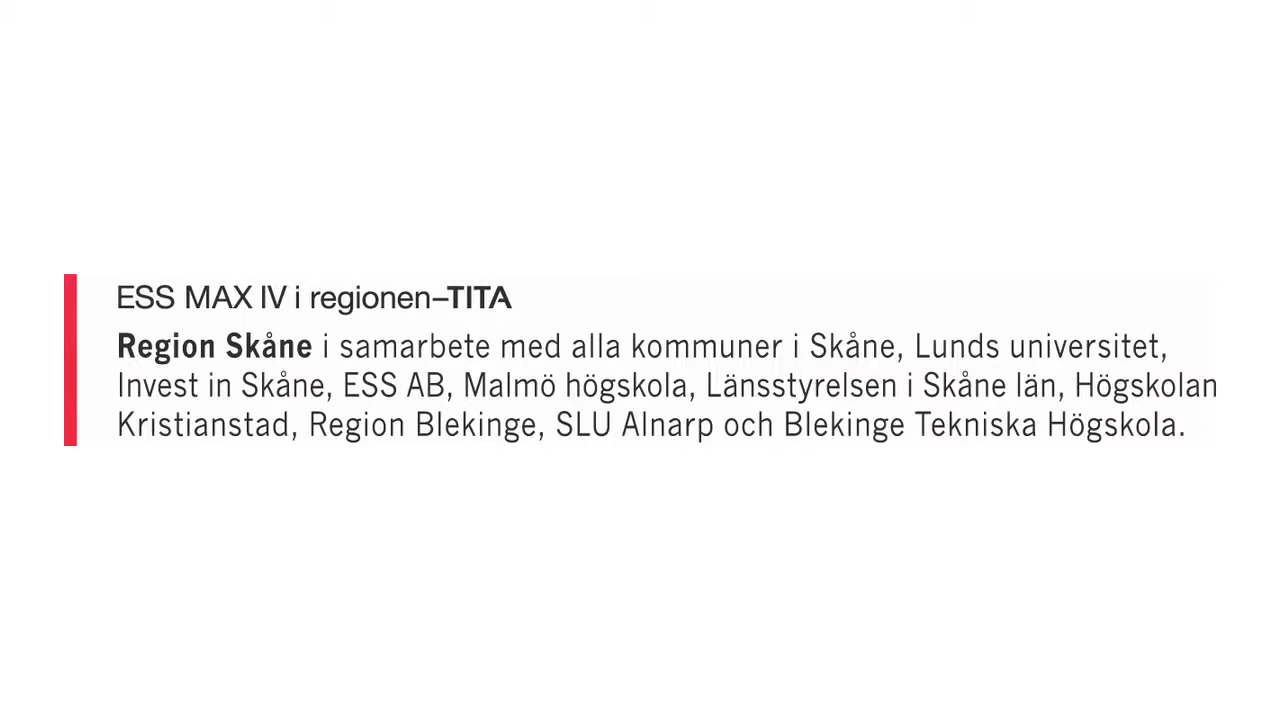 ESS MAX IV i regionen–TITA
Region Skåne i samarbete med alla kommuner i Skåne, Lunds universitet,
Invest in Skåne, ESS AB, Malmö högskola, Länsstyrelsen i Skåne län, Högskolan
Kristianstad, Region Blekinge, SLU Alnarp och Blekinge Tekniska Högskola.